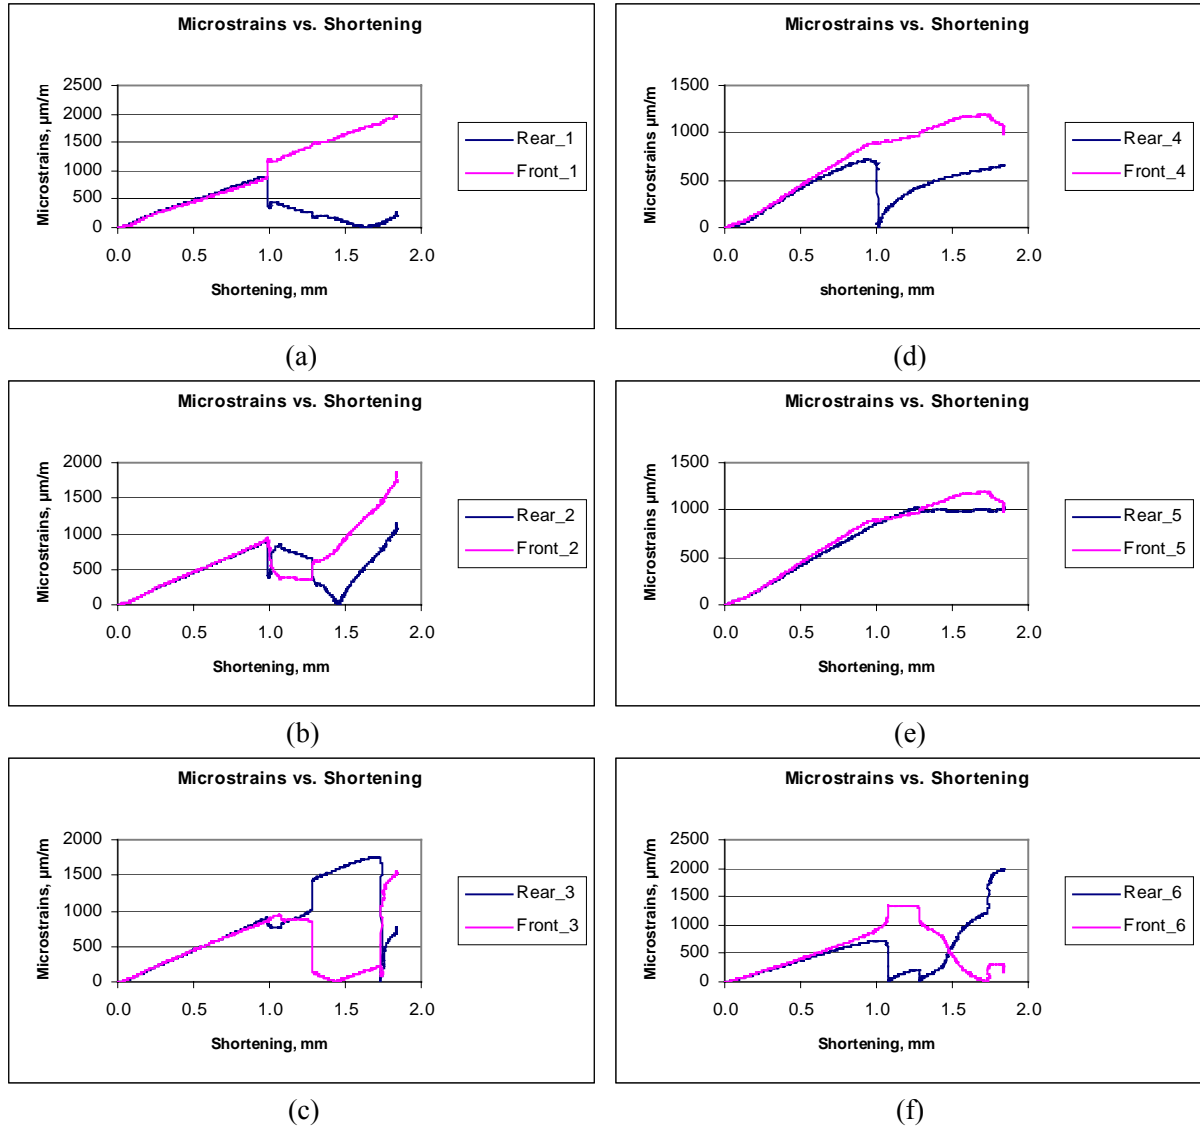 Microstrains vs. Shortening
Microstrains, µm/m
2500
2000
1500
1000
500
0
0.0 0.5 1.0 1.5 2.0
Shortening, mm
Rear_1
Front_1
(a)
Microstrains vs. Shortening
Microstrains µm/m
1500
1000
500
0
0.0 0.5 1.0 1.5 2.0
shortening, mm
Rear_4
Front_4
(d)
Microstrains vs. Shortening
Microstrains, µm/m
2000
1500
1000
500
0
0.0 0.5 1.0 1.5 2.0
Shortening, mm
Rear_2
Front_2
(b)
Microstrains vs. Shortening
Microstrains µm/m
1500
1000
500
0
0.0 0.5 1.0 1.5 2.0
Shortening, mm
Rear_5
Front_5
(e)
Microstrains vs. Shortening
Microstrains, µm/m
2000
1500
1000
500
0
0.0 0.5 1.0 1.5 2.0
Shortening, mm
Rear_3
Front_3
(c)
Microstrains vs. Shortening
Microstrains, µm/m
2500
2000
1500
1000
500
0
0.0 0.5 1.0 1.5 2.0
Shortening, mm
Rear_6
Front_6
(f)